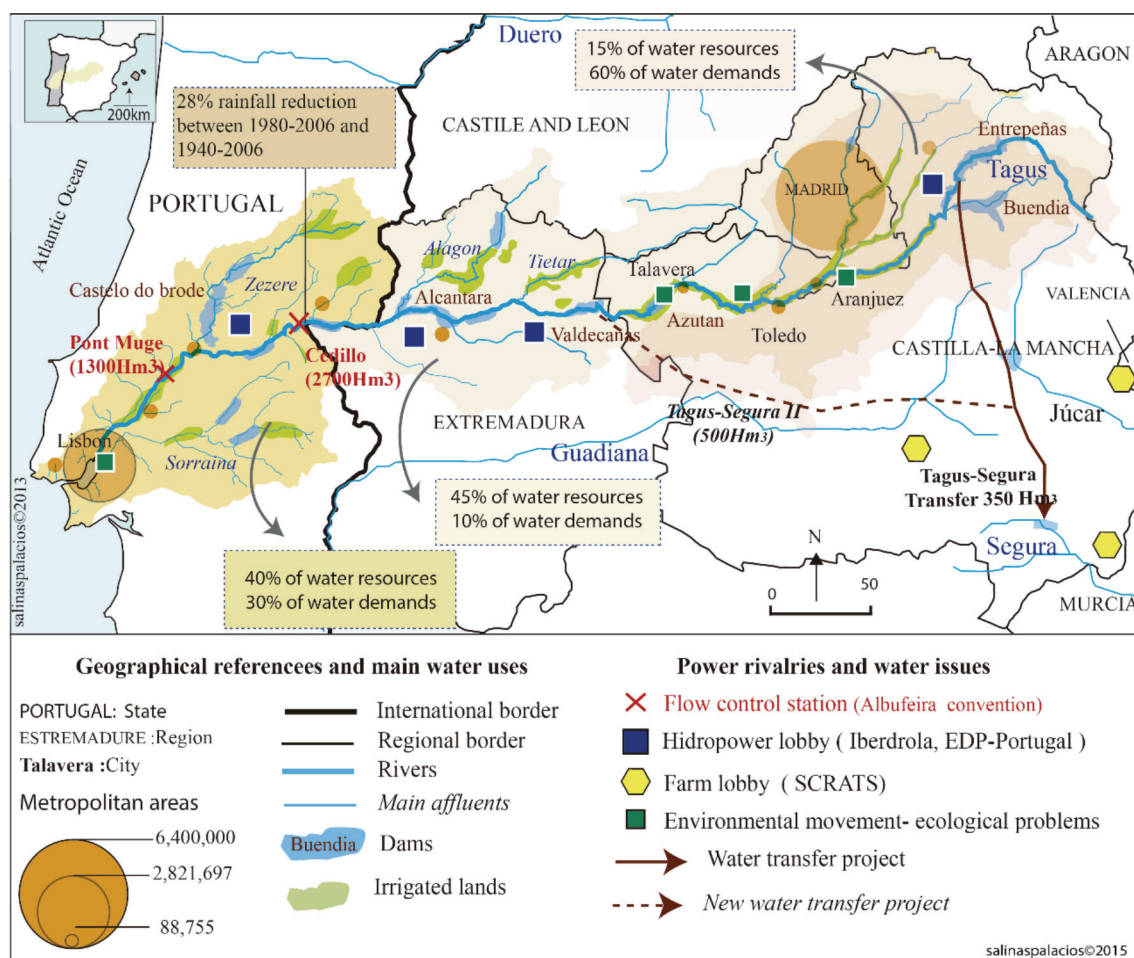 Duero
15% of water resources
60% of water demands
ARAGON
200km
28% rainfall reduction
between 1980-2006 and
1940-2006
CASTILE AND LEON
Entrepeñas
Tagus
Buendia
MADRID
Atlantic Ocean
PORTUGAL
Alagon
Tietar
Talavera
Castelo do brode
Zezere
Alcantara
Aranjuez
VALENCIA
Azutan
Toledo
Valdecañas
Pont Muge
(1300Hm3)
Cedillo
(2700Hm3)
CASTILLA-LA MANCHA
Tagus-Segura II
(500Hm3)
Júcar
EXTREMADURA
Lisbon
Sorraina
Guadiana
Tagus-Segura
Transfer 350 Hm3
45% of water resources
10% of water demands
N
Segura
40% of water resources
30% of water demands
0
50
MURCIA
salinaspalacios©2013
Geographical referencees and main water uses
PORTUGAL: State
ESTREMADURE :Region
Talavera :City
Metropolitan areas
6,400,000
2,821,697
88,755
International border
Regional border
Rivers
Main affluents
Buendia
Dams
Irrigated lands
Power rivalries and water issues
Flow control station (Albufeira convention)
Hidropower lobby ( Iberdrola, EDP-Portugal )
Farm lobby ( SCRATS)
Environmental movement- ecological problems
Water transfer project
New water transfer project
salinaspalacios©2015